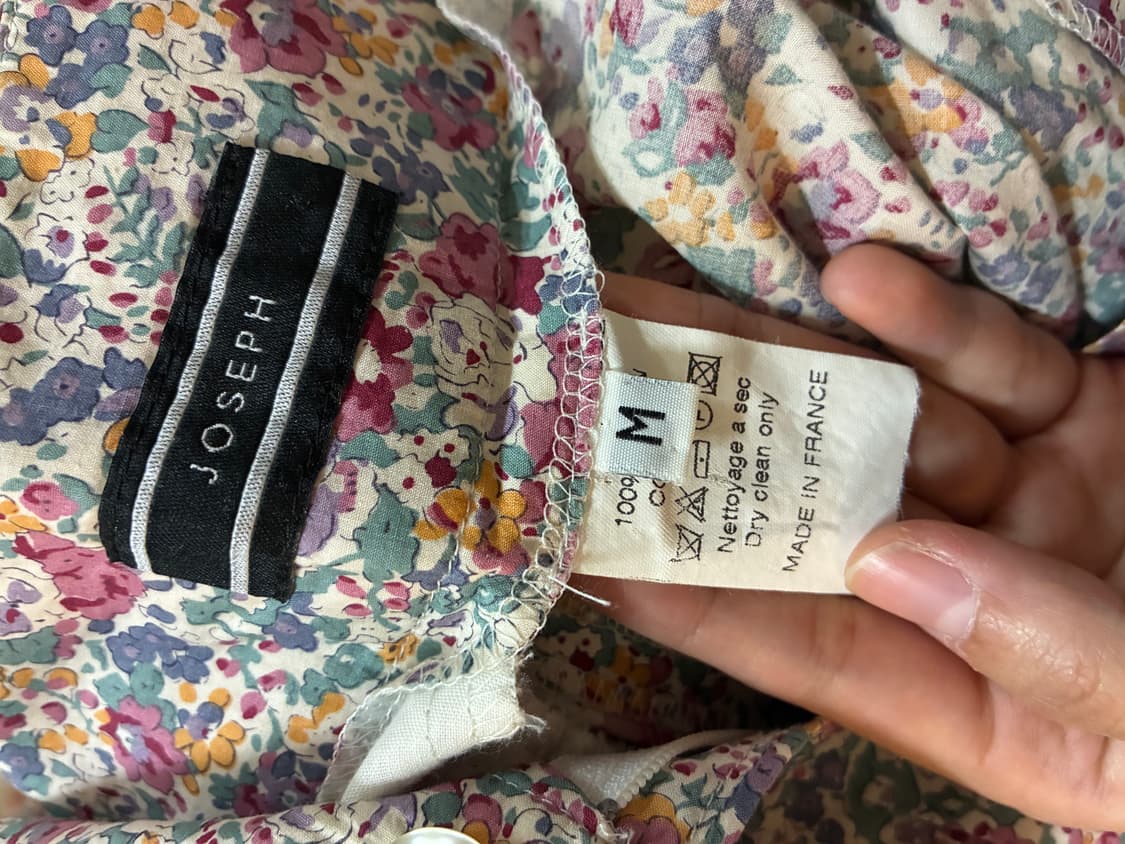 JOSEPH
M
100%
Nettoyage a sec
Dry clean only
MADE IN FRANCE